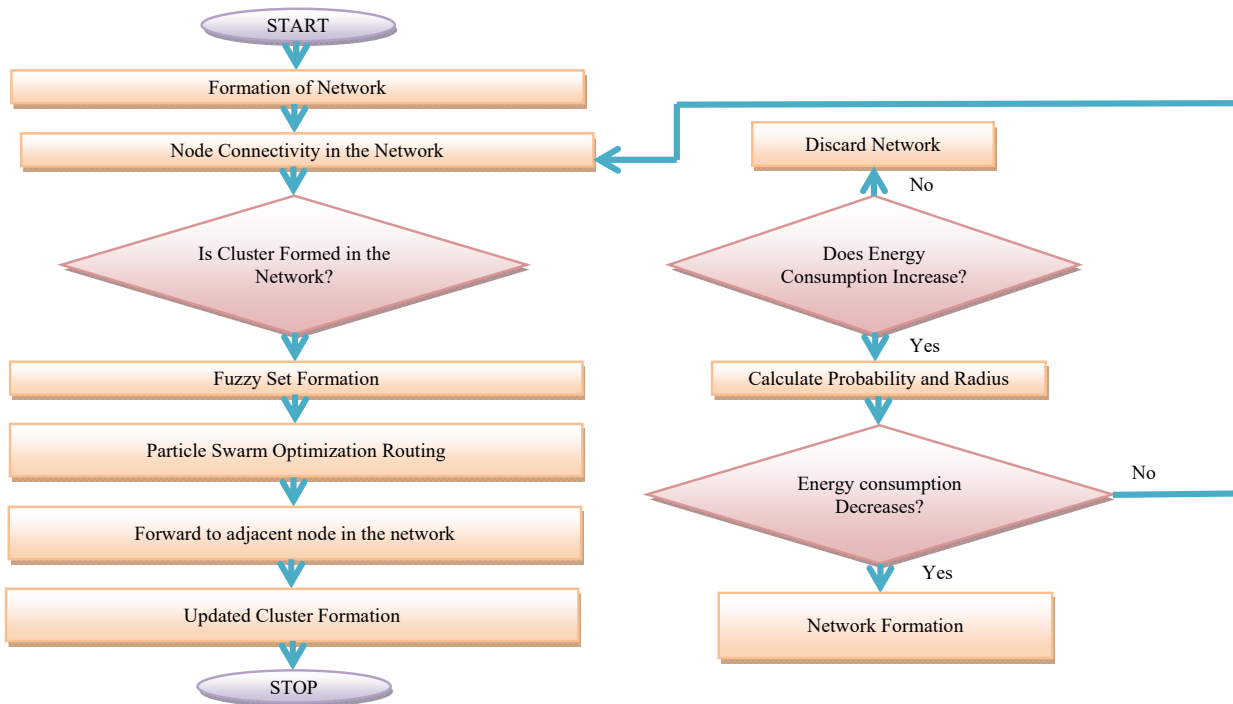 START
Formation of Network
Node Connectivity in the Network
Is Cluster Formed in the
Network?
Fuzzy Set Formation
Particle Swarm Optimization Routing
Forward to adjacent node in the network
Updated Cluster Formation
STOP
Discard Network
No
Does Energy
Consumption Increase?
Yes
Calculate Probability and Radius
Energy consumption
Decreases?
No
Yes
Network Formation